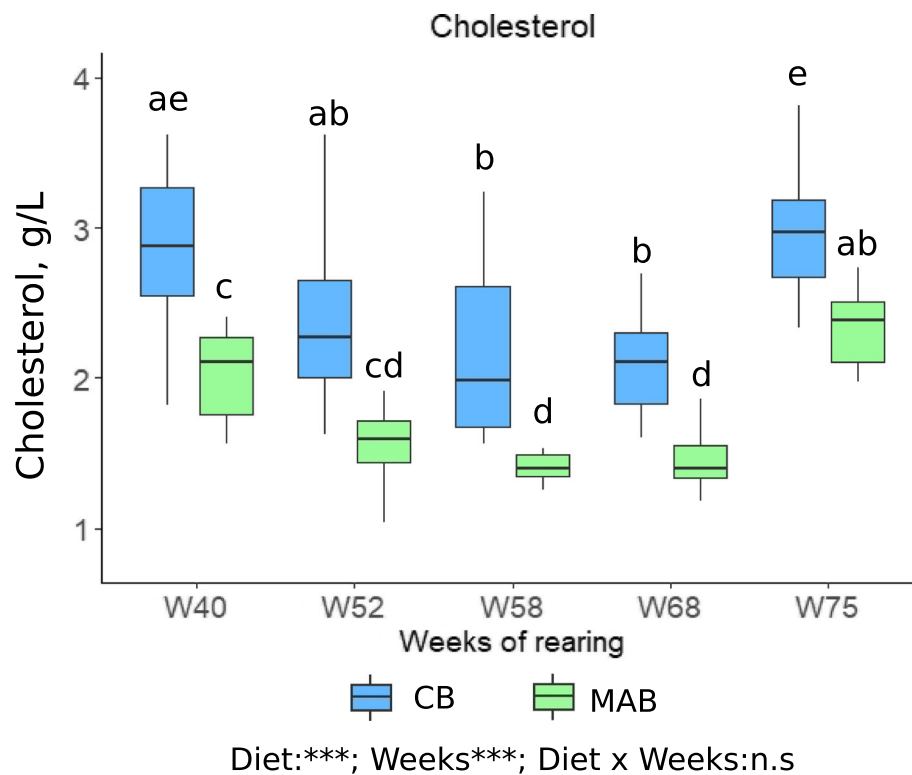 Cholesterol
Cholesterol, g/L
4
3
2
1
ae
c
ab
cd
b
d
b
d
e
ab
W40 W52 W58 W68 W75
Weeks of rearing
CB MAB
Diet:***; Weeks***; Diet x Weeks:n.s